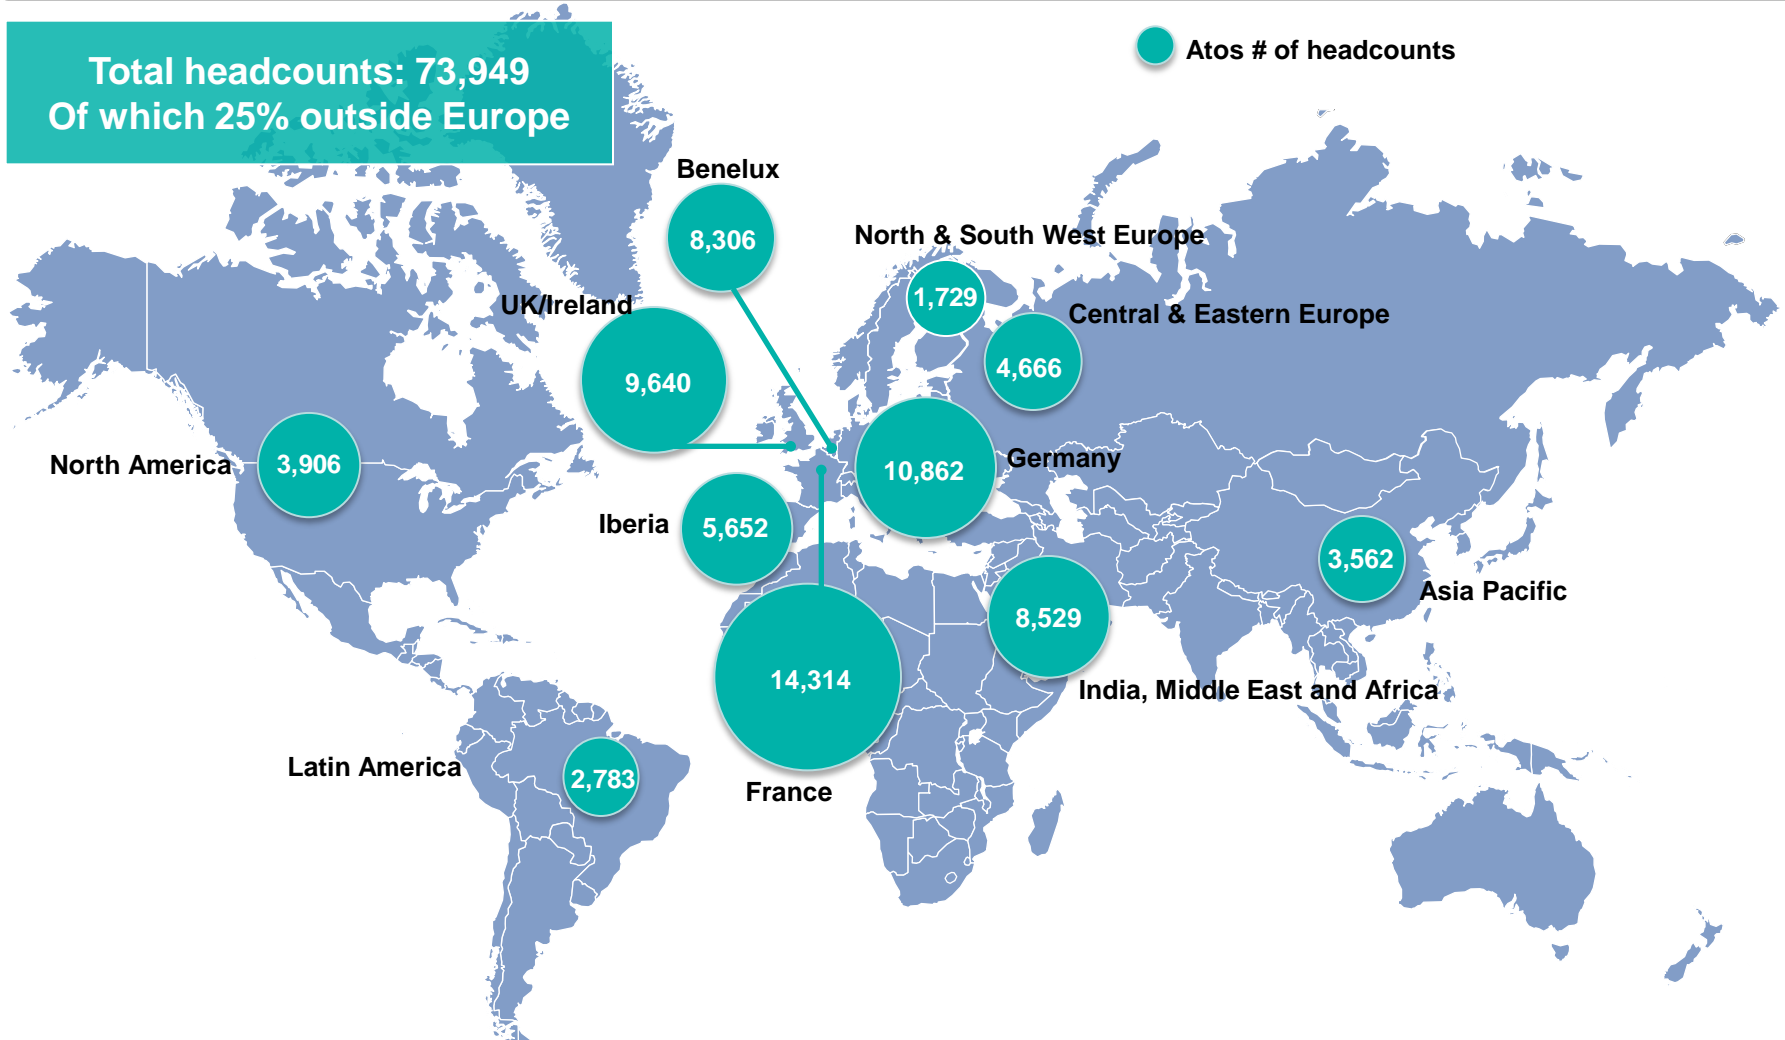 Total headcounts: 73,949
Of which 25% outside Europe
Atos # of headcounts
Benelux
8,306
North & South West Europe
1,729
UK/Ireland
9,640
Central & Eastern Europe
4,666
North America
3,906
Germany
10,862
Iberia
5,652
3,562
Asia Pacific
8,529
India, Middle East and Africa
14,314
France
Latin America
2,783